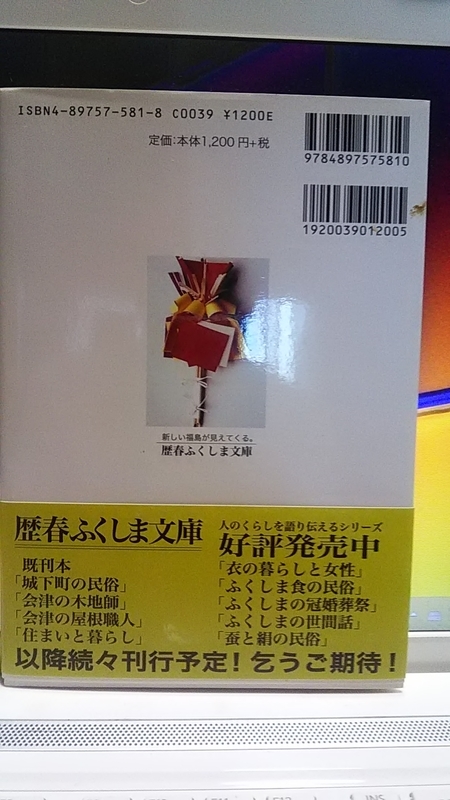 ISBN4-89757-581-8 C0039 ¥1200E
定価:本体1,200円+税
9784897575810
1920039012005
新しい福島が見えてくる。
歴春ふくしま文庫
歴春ふくしま文庫
人のくらしを語り伝えるシリーズ
好評発売中
既刊本
「城下町の民俗」
「会津の木地師」
「会津の屋根職人」
「住まいと暮らし」
「衣の暮らしと女性」
「ふくしま食の民俗」
「ふくしまの冠婚葬祭」
「ふくしまの世間話」
「蚕と絹の民俗」
以降続々刊行予定!乞うご期待!
INS